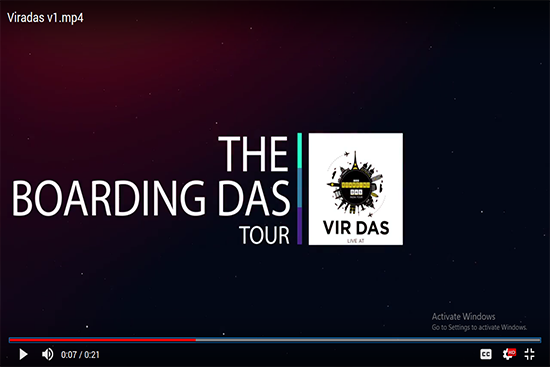 Viradas v1.mp4
THE
BOARDING DAS
TOUR
VIR DAS
LIVE AT
Activate Windows
Go to Settings to activate Windows.
0:07 / 0:21
CC
HD